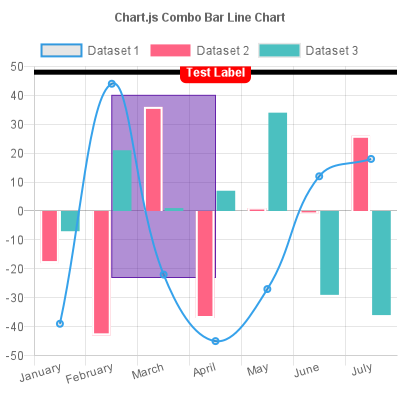 Chart.js Combo Bar Line Chart
Dataset 1 Dataset 2 Dataset 3
50
Test Label
40
30
20
10
0
-10
-20
-30
-40
-50
January February March April May June July